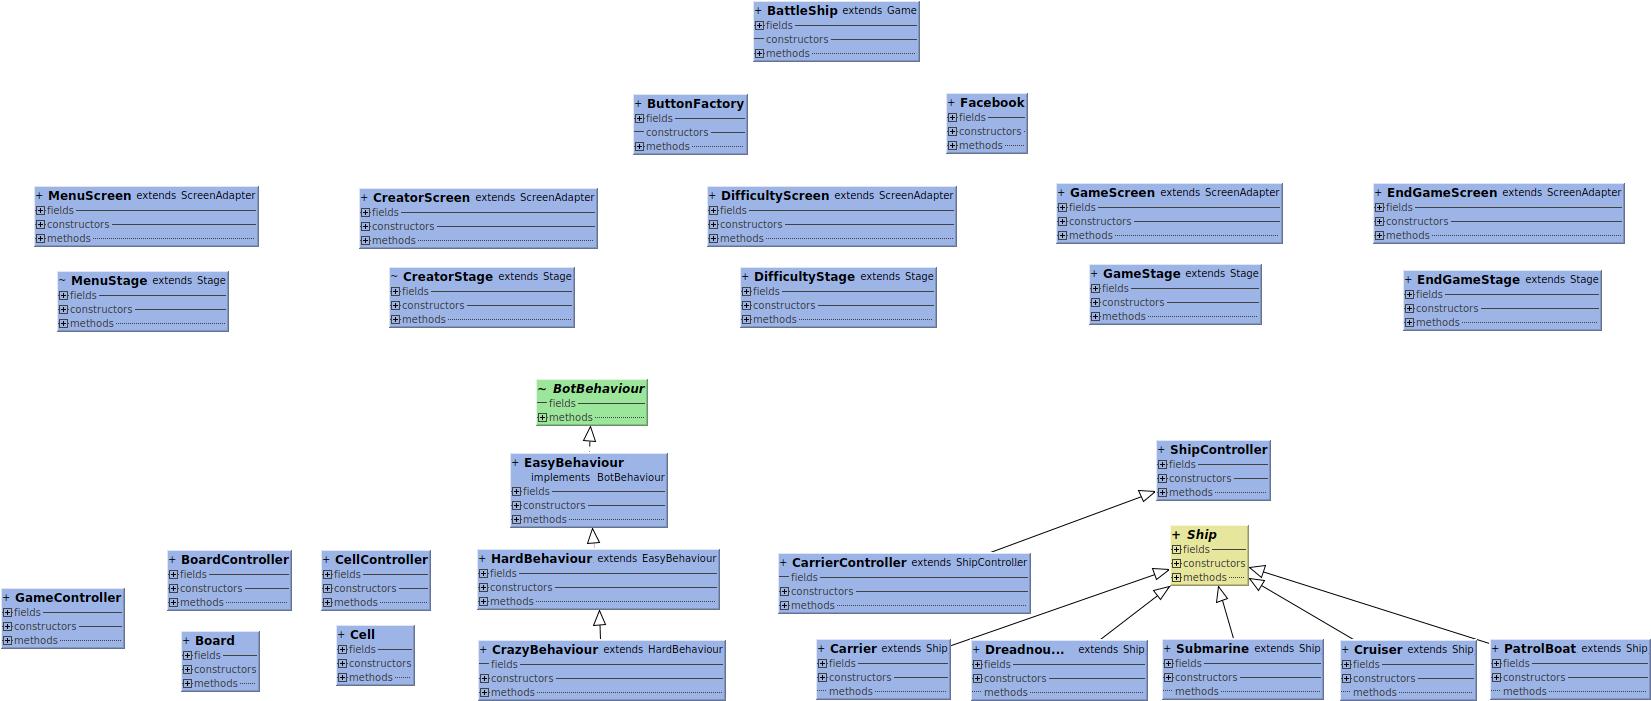 + BattleShip extends Game
fields
constructors
methods
+ ButtonFactory
fields
constructors
methods
+ Facebook
fields
constructors
methods
+ MenuScreen extends ScreenAdapter
fields
constructors
methods
+ CreatorScreen extends ScreenAdapter
fields
constructors
methods
+ DifficultyScreen extends ScreenAdapter
fields
constructors
methods
+ GameScreen extends ScreenAdapter
fields
constructors
methods
+ EndGameScreen extends ScreenAdapter
fields
constructors
methods
~ MenuStage extends Stage
fields
constructors
methods
~ CreatorStage extends Stage
fields
constructors
methods
+ DifficultyStage extends Stage
fields
constructors
methods
+ GameStage extends Stage
fields
constructors
methods
+ EndGameStage extends Stage
fields
constructors
methods
~ BotBehaviour
fields
methods
+ EasyBehaviour
implements BotBehaviour
fields
constructors
methods
+ ShipController
fields
constructors
methods
+ Ship
fields
constructors
methods
+ GameController
fields
constructors
methods
+ BoardController
fields
constructors
methods
+ CellController
fields
constructors
methods
+ HardBehaviour extends EasyBehaviour
fields
constructors
methods
+ CarrierController extends ShipController
fields
constructors
methods
+ Board
fields
constructors
methods
+ Cell
fields
constructors
methods
+ CrazyBehaviour extends HardBehaviour
fields
constructors
methods
+ Carrier extends Ship
fields
constructors
methods
+ Dreadnou... extends Ship
fields
constructors
methods
+ Submarine extends Ship
fields
constructors
methods
+ Cruiser extends Ship
fields
constructors
methods
+ PatrolBoat extends Ship
fields
constructors
methods